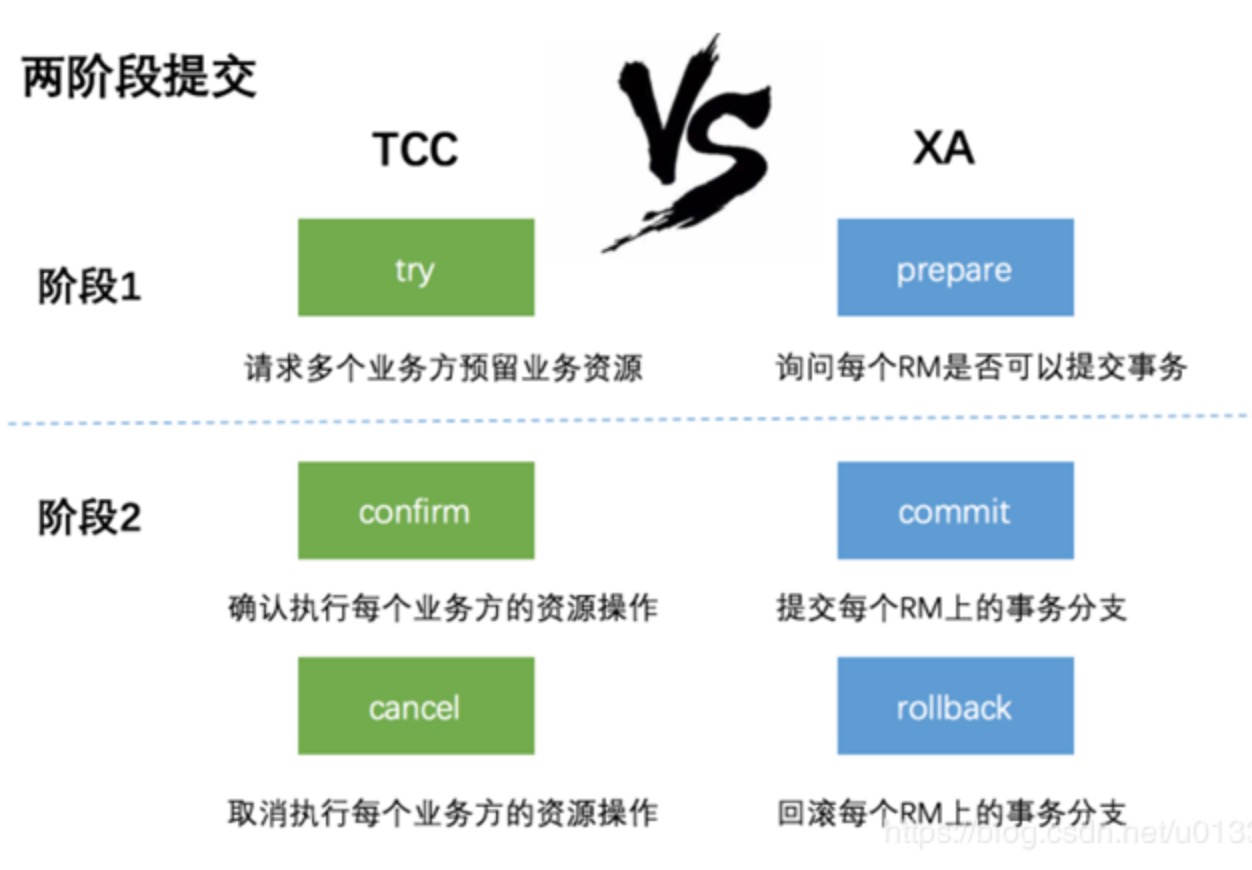 两阶段提交
VS
TCC
XA
阶段1
try
prepare
请求多个业务方预留业务资源
询问每个RM是否可以提交事务
阶段2
confirm
commit
确认执行每个业务方的资源操作
提交每个RM上的事务分支
cancel
rollback
取消执行每个业务方的资源操作
回滚每个RM上的事务分支
https://blog.csdn.net/u0133